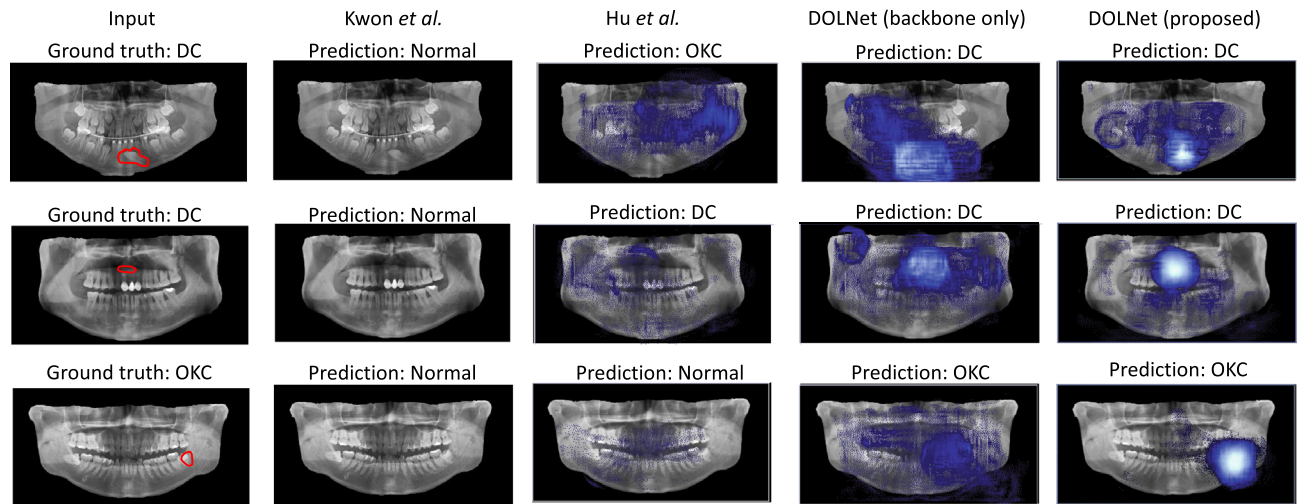 Input Kwon et al. Hu et al. DOLNet (backbone only) DOLNet (proposed)
Ground truth: DC Prediction: Normal Prediction: OKC Prediction: DC Prediction: DC
Ground truth: DC Prediction: Normal Prediction: DC Prediction: DC Prediction: DC
Ground truth: OKC Prediction: Normal Prediction: Normal Prediction: OKC Prediction: OKC